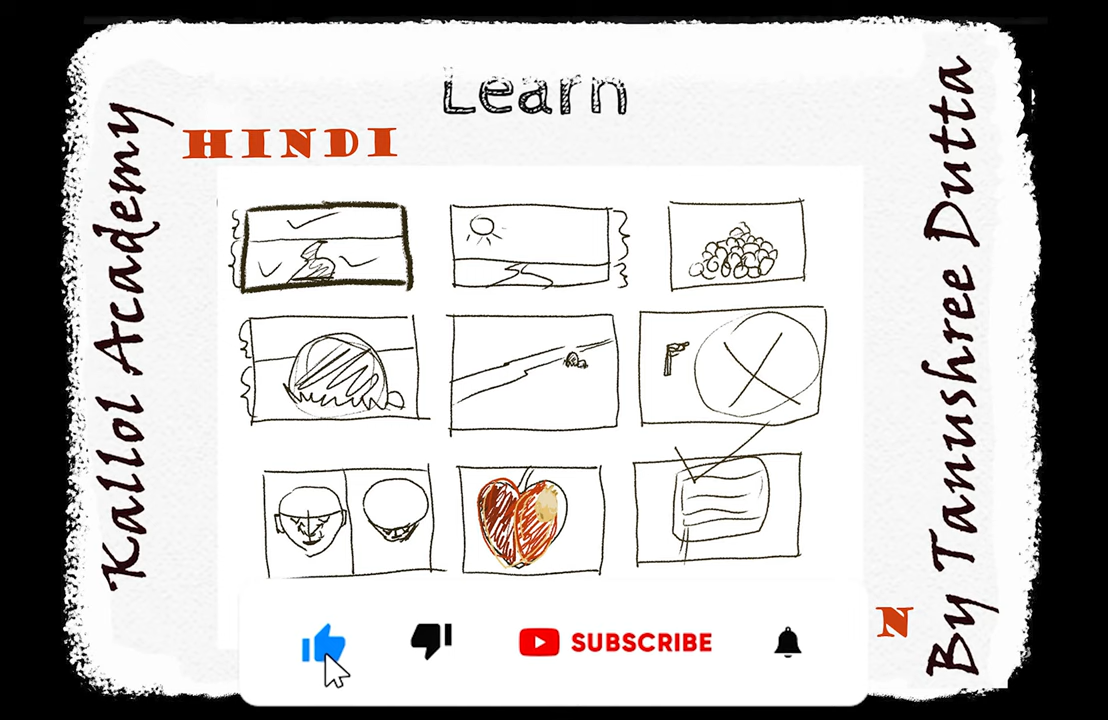 Learn
HINDI
Kallol Academy
By Tanushree Dutta
N
SUBSCRIBE